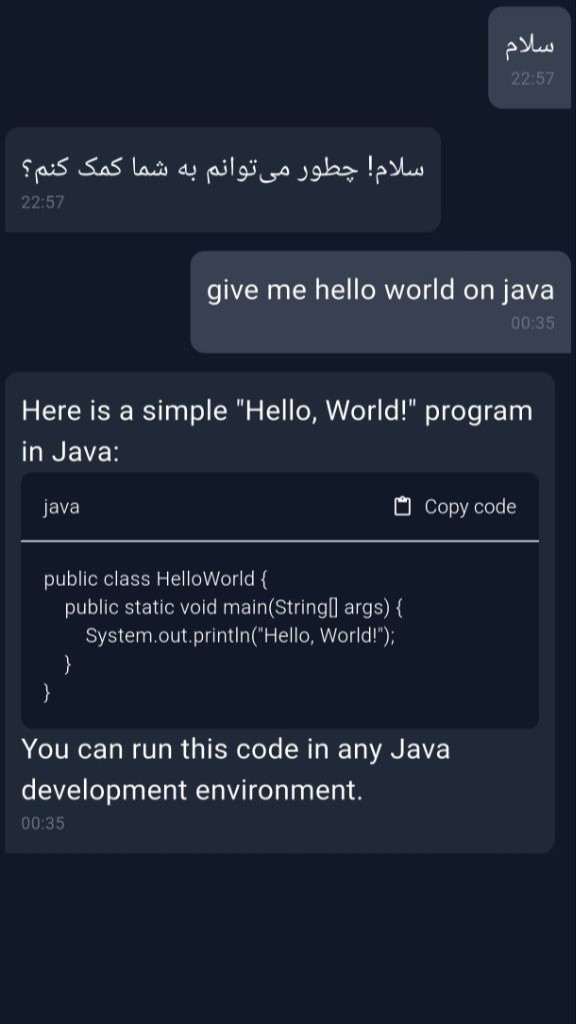 سلام
22:57
سلام! چطور می‌توانم به شما کمک کنم؟
22:57
give me hello world on java
00:35
Here is a simple "Hello, World!" program
in Java:
java Copy code
public class HelloWorld {
public static void main(String[] args) {
System.out.println("Hello, World!");
}
}
You can run this code in any Java
development environment.
00:35